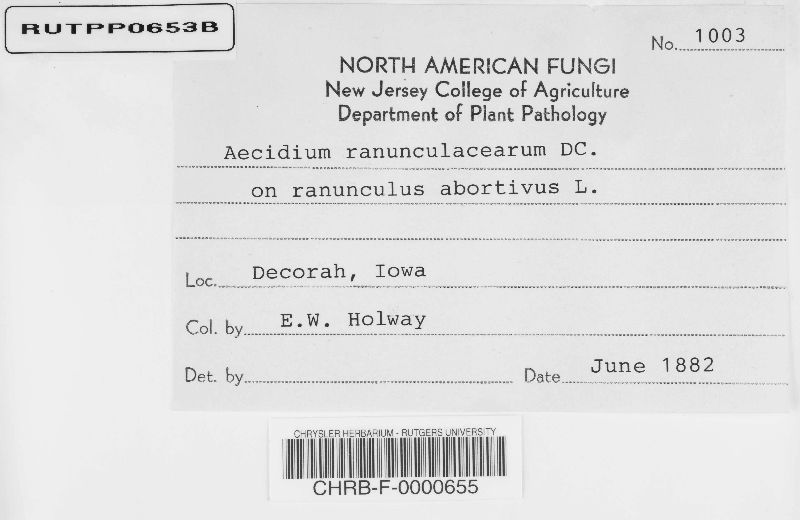 RUTPP0653B
No. 1003
NORTH AMERICAN FUNGI
New Jersey College of Agriculture
Department of Plant Pathology
Aecidium ranunculacearum DC.
on ranunculus abortivus L.
Loc. Decorah, Iowa
Col. by E.W. Holway
Det. by Date June 1882
CHRYSLER HERBARIUM - RUTGERS UNIVERSITY
CHRB-F-0000655